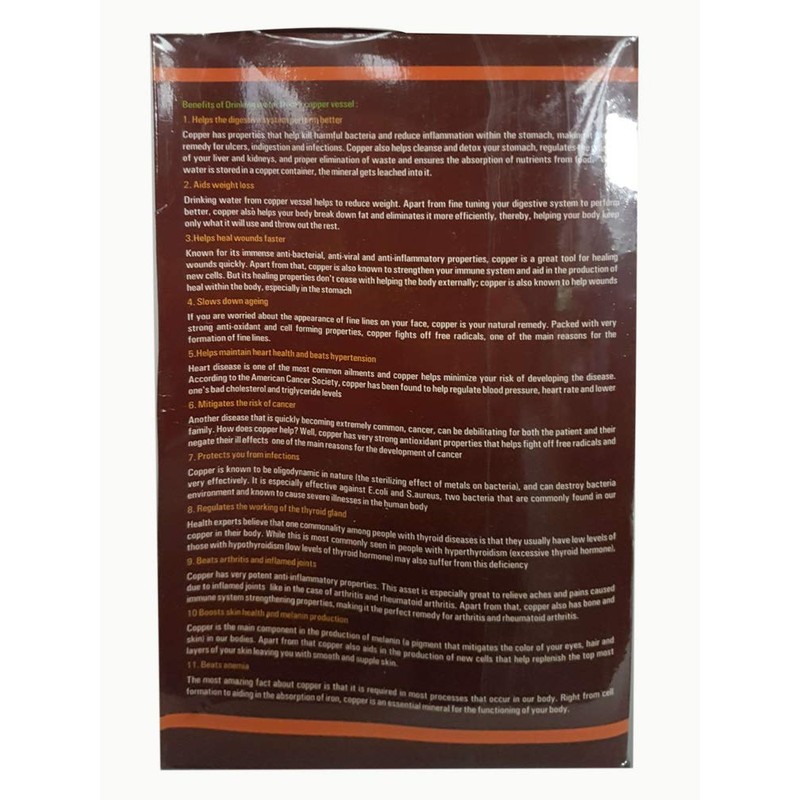 Benefits of Drinking water from copper vessel :
1. Helps the digestive system perform better
Copper has properties that help kill harmful bacteria and reduce inflammation within the stomach, making
remedy for ulcers, indigestion and infections. Copper also helps cleanse and detox your stomach, regulates
of your liver and kidneys, and proper elimination of waste and ensures the absorption of nutrients from food.
water is stored in a copper container, the mineral gets leached into it.
2. Aids weight loss
Drinking water from copper vessel helps to reduce weight. Apart from fine tuning your digestive system to perform
better, copper also helps your body break down fat and eliminates it more efficiently, thereby, helping your body keep
only what it will use and throw out the rest.
3.Helps heal wounds faster
Known for its immense anti-bacterial, anti-viral and anti-inflammatory properties, copper is a great tool for healing
wounds quickly. Apart from that, copper is also known to strengthen your immune system and aid in the production of
new cells. But its healing properties don't cease with helping the body externally; copper is also known to help wounds
heal within the body, especially in the stomach
4. Slows down ageing
If you are worried about the appearance of fine lines on your face, copper is your natural remedy. Packed with very
strong anti-oxidant and cell forming properties, copper fights off free radicals, one of the main reasons for the
formation of fine lines.
5.Helps maintain heart health and beats hypertension
Heart disease is one of the most common ailments and copper helps minimize your risk of developing the disease.
According to the American Cancer Society, copper has been found to help regulate blood pressure, heart rate and lower
one's bad cholesterol and triglyceride levels
6. Mitigates the risk of cancer
Another disease that is quickly becoming extremely common, cancer, can be debilitating for both the patient and their
family. How does copper help? Well, copper has very strong antioxidant properties that helps fight off free radicals and
negate their ill effects one of the main reasons for the development of cancer
7. Protects you from infections
Copper is known to be oligodynamic in nature (the sterilizing effect of metals on bacteria), and can destroy bacteria
very effectively. It is especially effective against E.coli and S.aureus, two bacteria that are commonly found in our
environment and known to cause severe illnesses in the human body
8. Regulates the working of the thyroid gland
Health experts believe that one commonality among people with thyroid diseases is that they usually have low levels of
copper in their body. While this is most commonly seen in people with hyperthyroidism (excessive thyroid hormone),
those with hypothyroidism (low levels of thyroid hormone) may also suffer from this deficiency
9. Beats arthritis and inflamed joints
Copper has very potent anti-inflammatory properties. This asset is especially great to relieve aches and pains caused
due to inflamed joints like in the case of arthritis and rheumatoid arthritis. Apart from that, copper also has bone and
immune system strengthening properties, making it the perfect remedy for arthritis and rheumatoid arthritis.
10 Boosts skin health and melanin production
Copper is the main component in the production of melanin (a pigment that mitigates the color of your eyes, hair and
skin) in our bodies. Apart from that copper also aids in the production of new cells that help replenish the top most
layers of your skin leaving you with smooth and supple skin.
11. Beats anemia
The most amazing fact about copper is that it is required in most processes that occur in our body. Right from cell
formation to aiding in the absorption of iron, copper is an essential mineral for the functioning of your body.